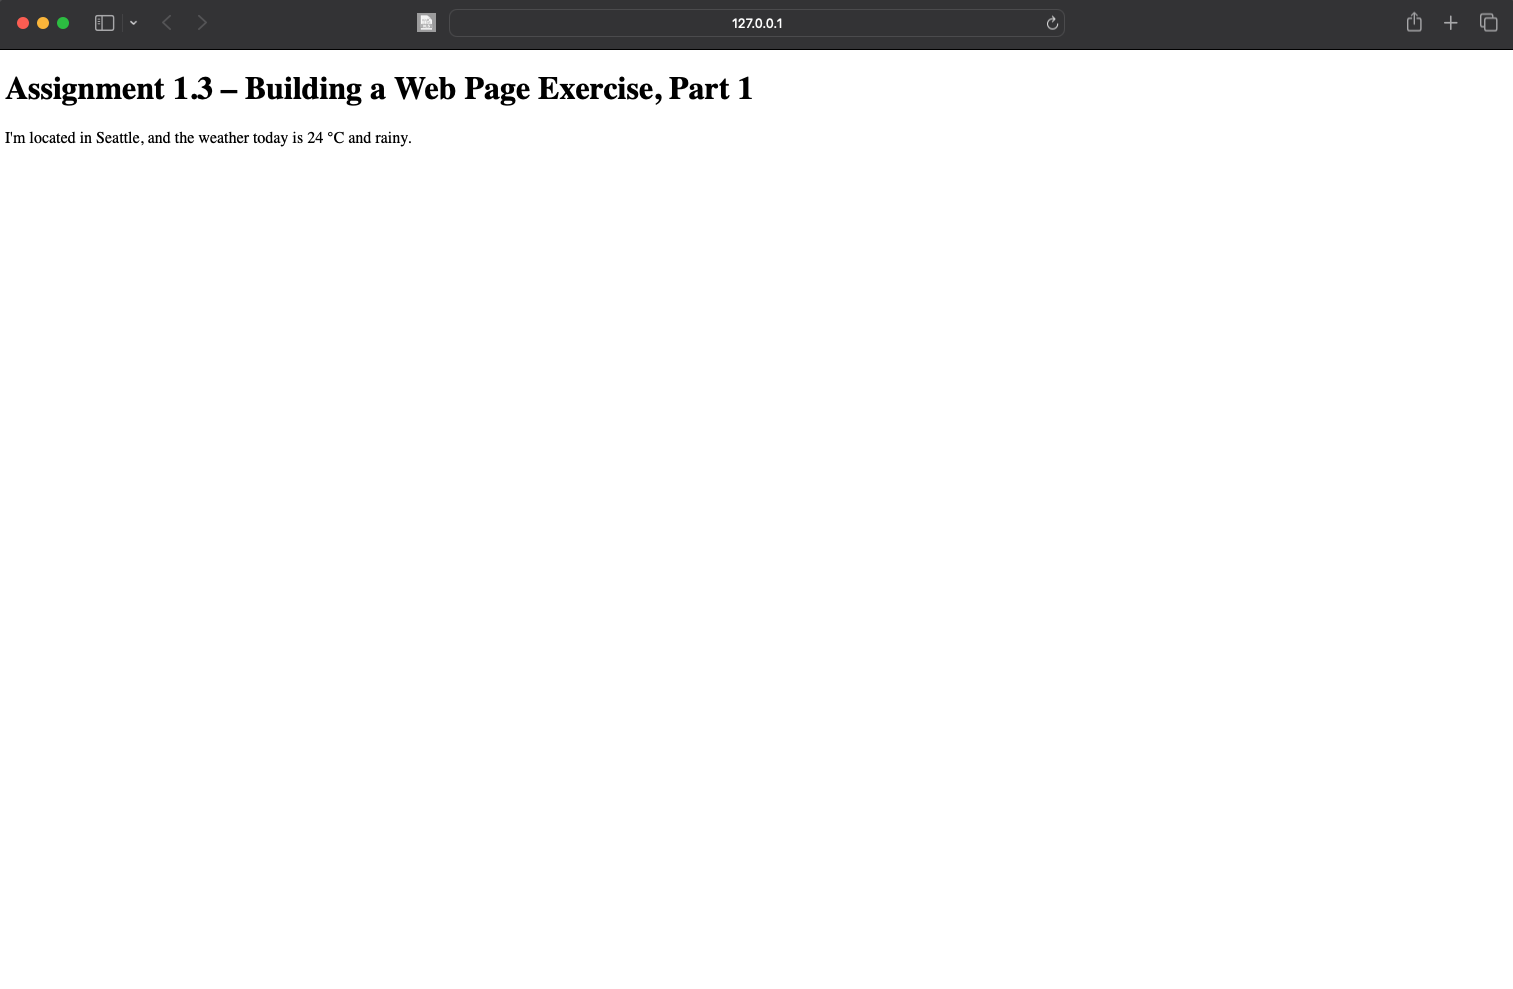 127.0.0.1
Assignment 1.3 – Building a Web Page Exercise, Part 1
I'm located in Seattle, and the weather today is 24 °C and rainy.